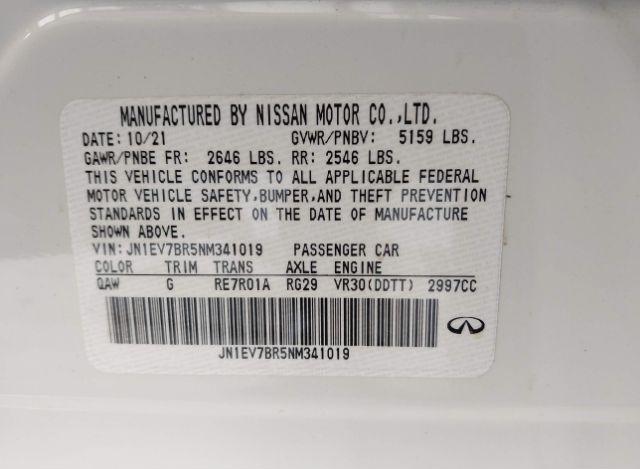 MANUFACTURED BY NISSAN MOTOR CO.,LTD.
DATE: 10/21 GVWR/PNBV: 5159 LBS.
GAWR/PNBE FR: 2646 LBS. RR: 2546 LBS.
THIS VEHICLE CONFORMS TO ALL APPLICABLE FEDERAL
MOTOR VEHICLE SAFETY,BUMPER,AND THEFT PREVENTION
STANDARDS IN EFFECT ON THE DATE OF MANUFACTURE
SHOWN ABOVE.
VIN:JN1EV7BR5NM341019 PASSENGER CAR
COLOR TRIM TRANS AXLE ENGINE
QAW G RE7R01A RG29 VR30(DDTT) 2997CC
JN1EV7BR5NM341019